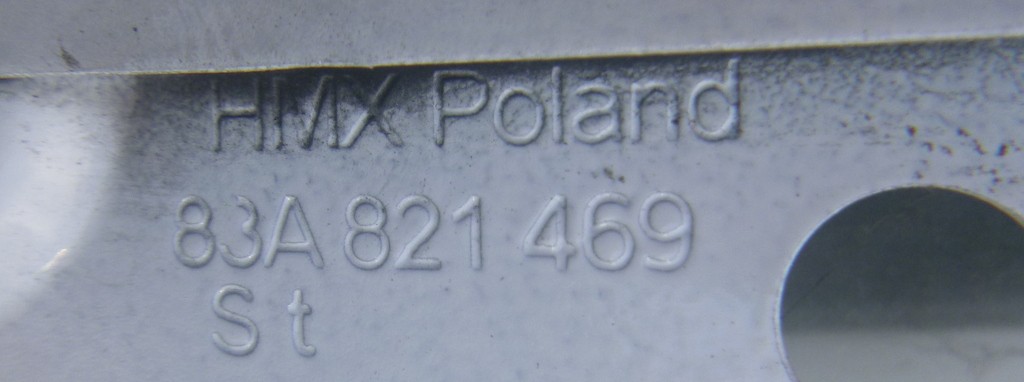 HMX Poland
83A 821 469
St